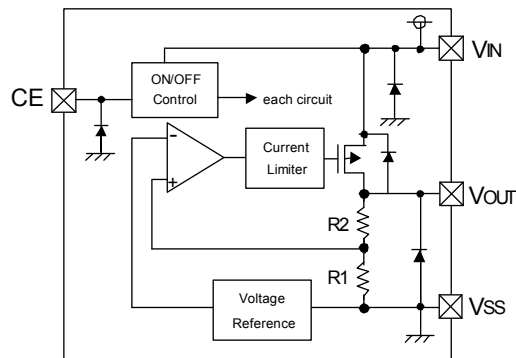 VIN
ON/OFF
Control
CE
each circuit
-
Current
Limiter
+
VOUT
R2
R1
Voltage
Reference
VSS